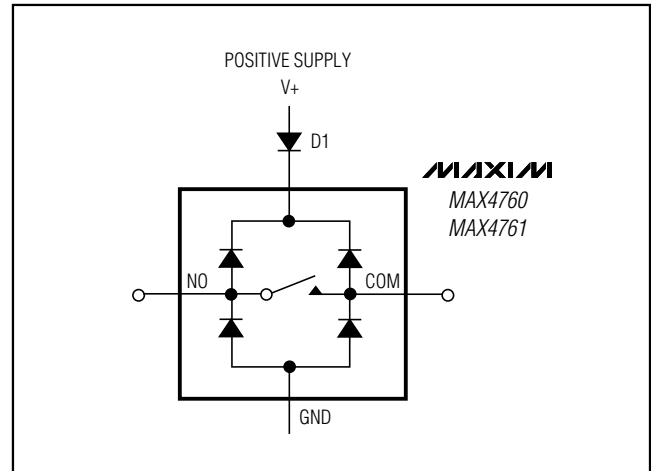 POSITIVE SUPPLY
V+
D1
MAXIM
MAX4760
MAX4761
NO
COM
GND